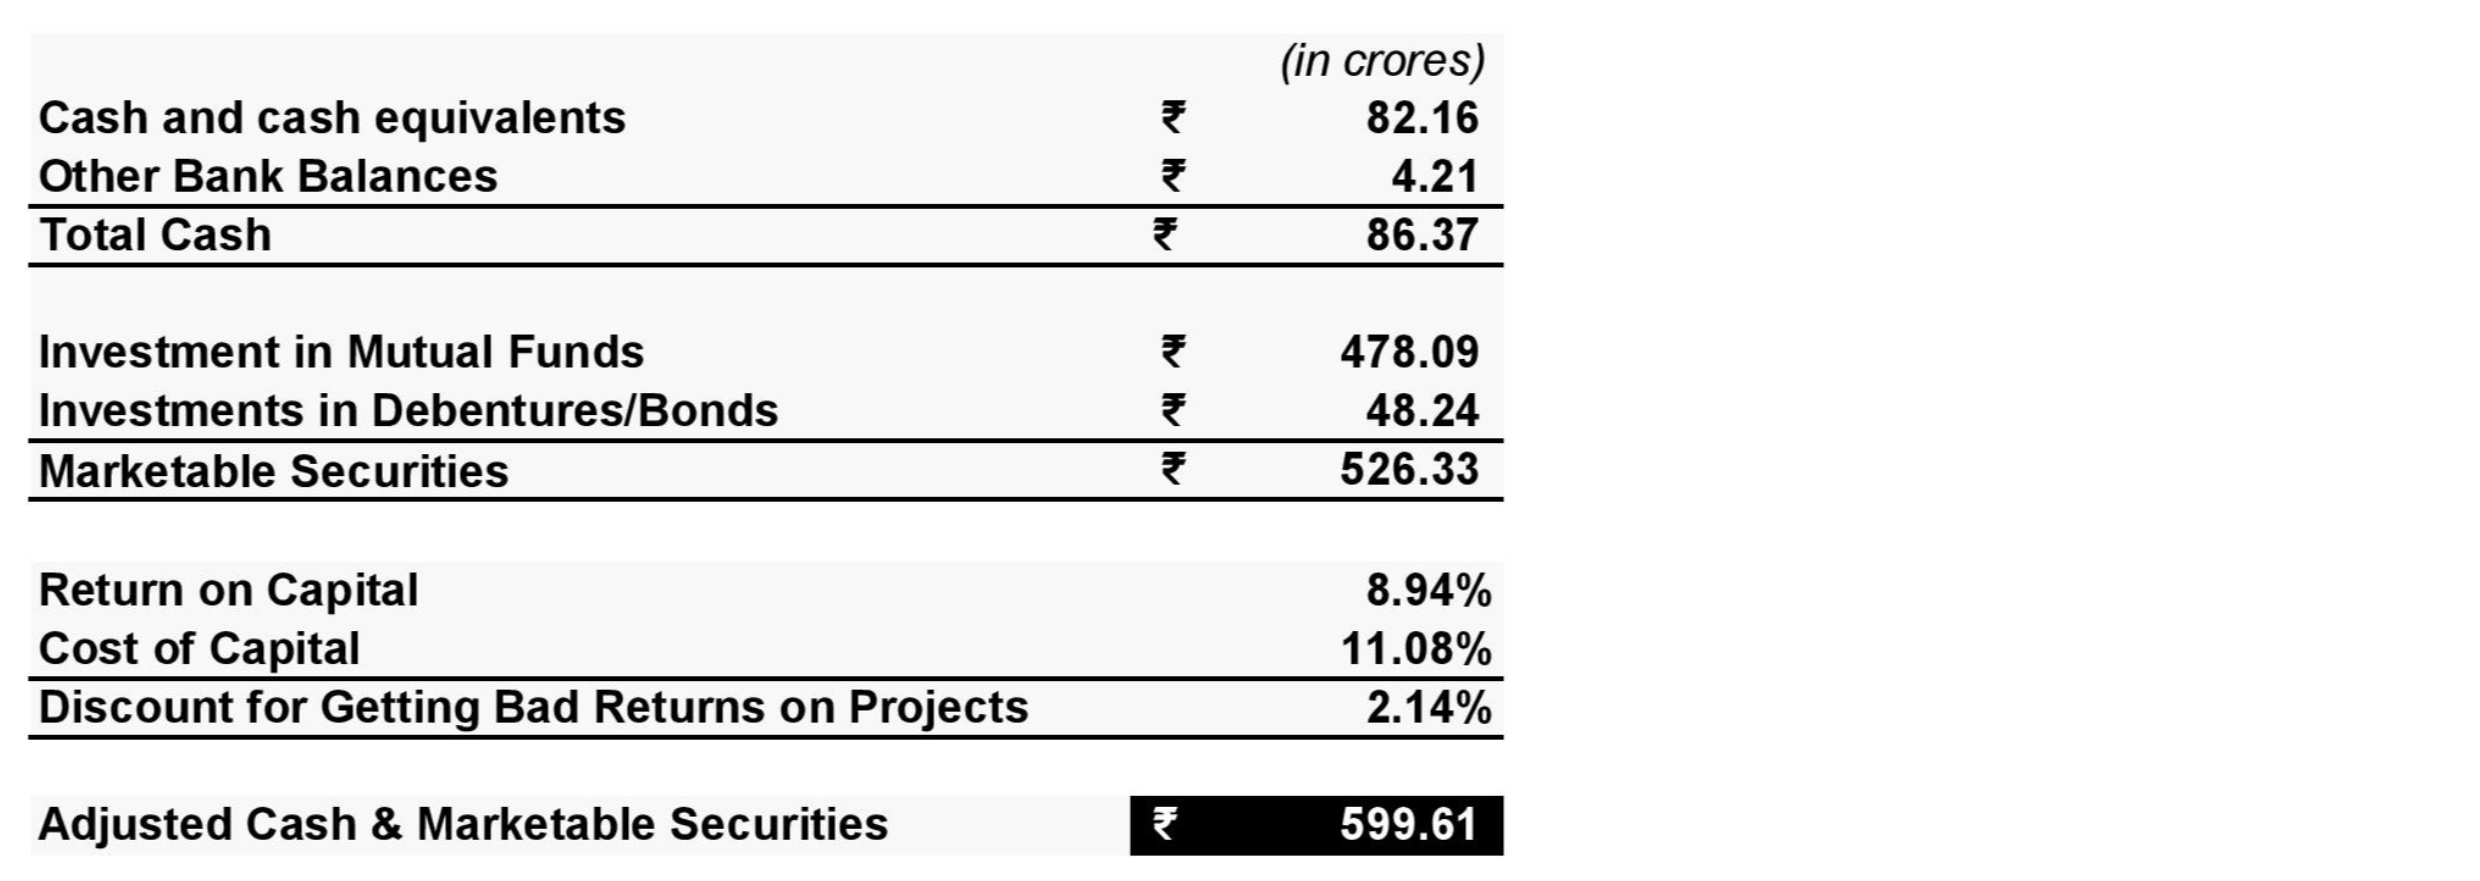 (in crores)
Cash and cash equivalents ₹ 82.16
Other Bank Balances ₹ 4.21
Total Cash ₹ 86.37
Investment in Mutual Funds ₹ 478.09
Investments in Debentures/Bonds ₹ 48.24
Marketable Securities ₹ 526.33
Return on Capital 8.94%
Cost of Capital 11.08%
Discount for Getting Bad Returns on Projects 2.14%
Adjusted Cash & Marketable Securities ₹ 599.61